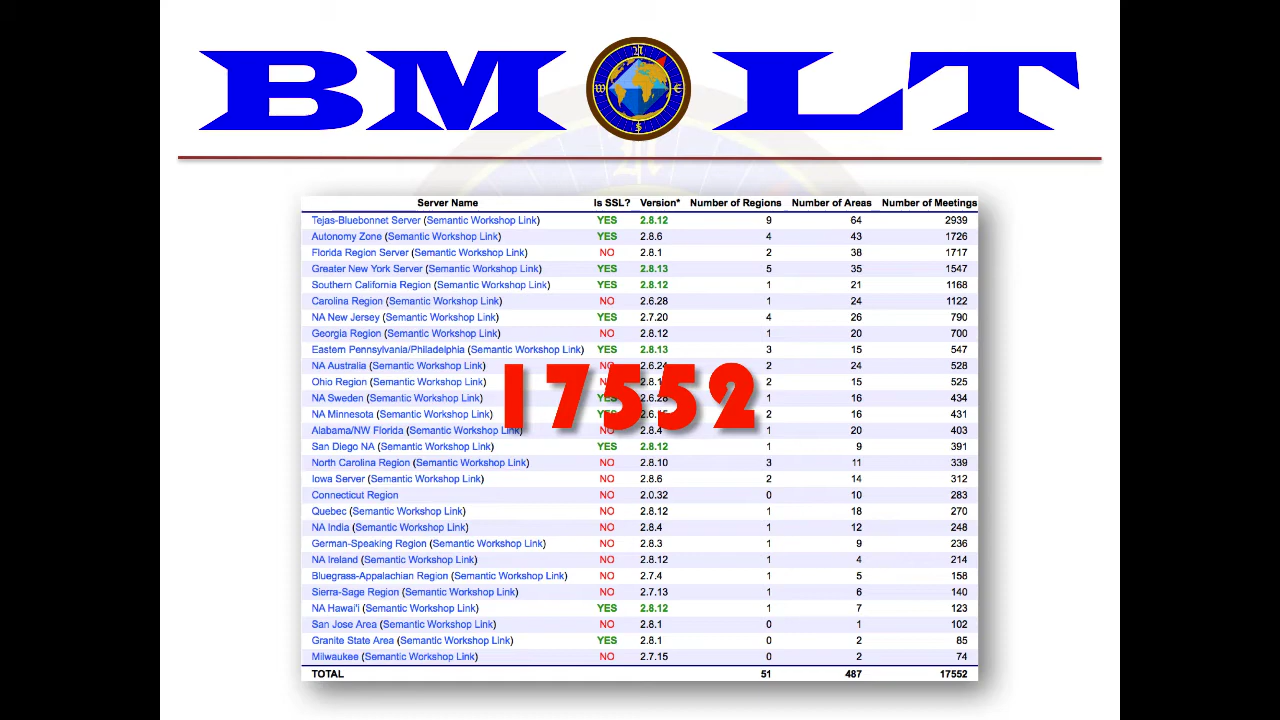 BM LT
Server Name Is SSL? Version* Number of Regions Number of Areas Number of Meetings
Tejas-Bluebonnet Server (Semantic Workshop Link) YES 2.8.12 9 64 2939
Autonomy Zone (Semantic Workshop Link) YES 2.8.6 4 43 1726
Florida Region Server (Semantic Workshop Link) NO 2.8.1 2 38 1717
Greater New York Server (Semantic Workshop Link) YES 2.8.13 5 35 1547
Southern California Region (Semantic Workshop Link) YES 2.8.12 1 21 1168
Carolina Region (Semantic Workshop Link) NO 2.6.28 1 24 1122
NA New Jersey (Semantic Workshop Link) YES 2.7.20 4 26 790
Georgia Region (Semantic Workshop Link) NO 2.8.12 1 20 700
Eastern Pennsylvania/Philadelphia (Semantic Workshop Link) YES 2.8.13 3 15 547
NA Australia (Semantic Workshop Link) NO 2 24 528
Ohio Region (Semantic Workshop Link) 2 15 525
17552
NA Sweden (Semantic Workshop Link) YES 1 16 434
NA Minnesota (Semantic Workshop Link) 2 16 431
Alabama/NW Florida (Semantic Workshop Link) NO 2.8.4 1 20 403
San Diego NA (Semantic Workshop Link) YES 2.8.12 1 9 391
North Carolina Region (Semantic Workshop Link) NO 2.8.10 3 11 339
Iowa Server (Semantic Workshop Link) NO 2.8.6 2 14 312
Connecticut Region NO 2.0.32 0 10 283
Quebec (Semantic Workshop Link) NO 2.8.12 1 18 270
NA India (Semantic Workshop Link) NO 2.8.4 1 12 248
German-Speaking Region (Semantic Workshop Link) NO 2.8.3 1 9 236
NA Ireland (Semantic Workshop Link) NO 2.8.12 1 4 214
Bluegrass-Appalachian Region (Semantic Workshop Link) NO 2.7.4 1 5 158
Sierra-Sage Region (Semantic Workshop Link) NO 2.7.13 1 6 140
NA Hawai'i (Semantic Workshop Link) YES 2.8.12 1 7 123
San Jose Area (Semantic Workshop Link) NO 2.8.1 0 1 102
Granite State Area (Semantic Workshop Link) YES 2.8.1 0 2 85
Milwaukee (Semantic Workshop Link) NO 2.7.15 0 2 74
TOTAL 51 487 17552